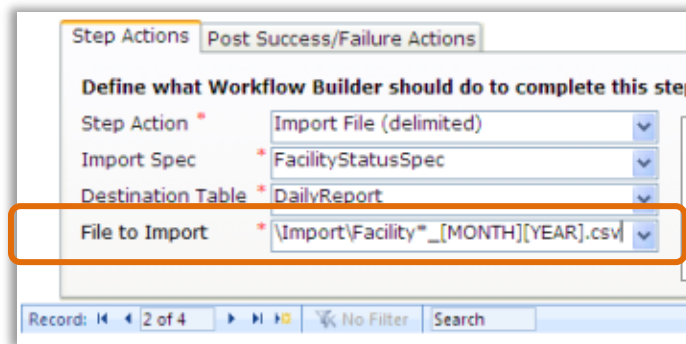 Step Actions Post Success/Failure Actions
Define what Workflow Builder should do to complete this ste
Step Action * Import File (delimited)
Import Spec * FacilityStatusSpec
Destination Table * DailyReport
File to Import * \Import\Facility*_[MONTH][YEAR].csv
Record: 2 of 4 No Filter Search